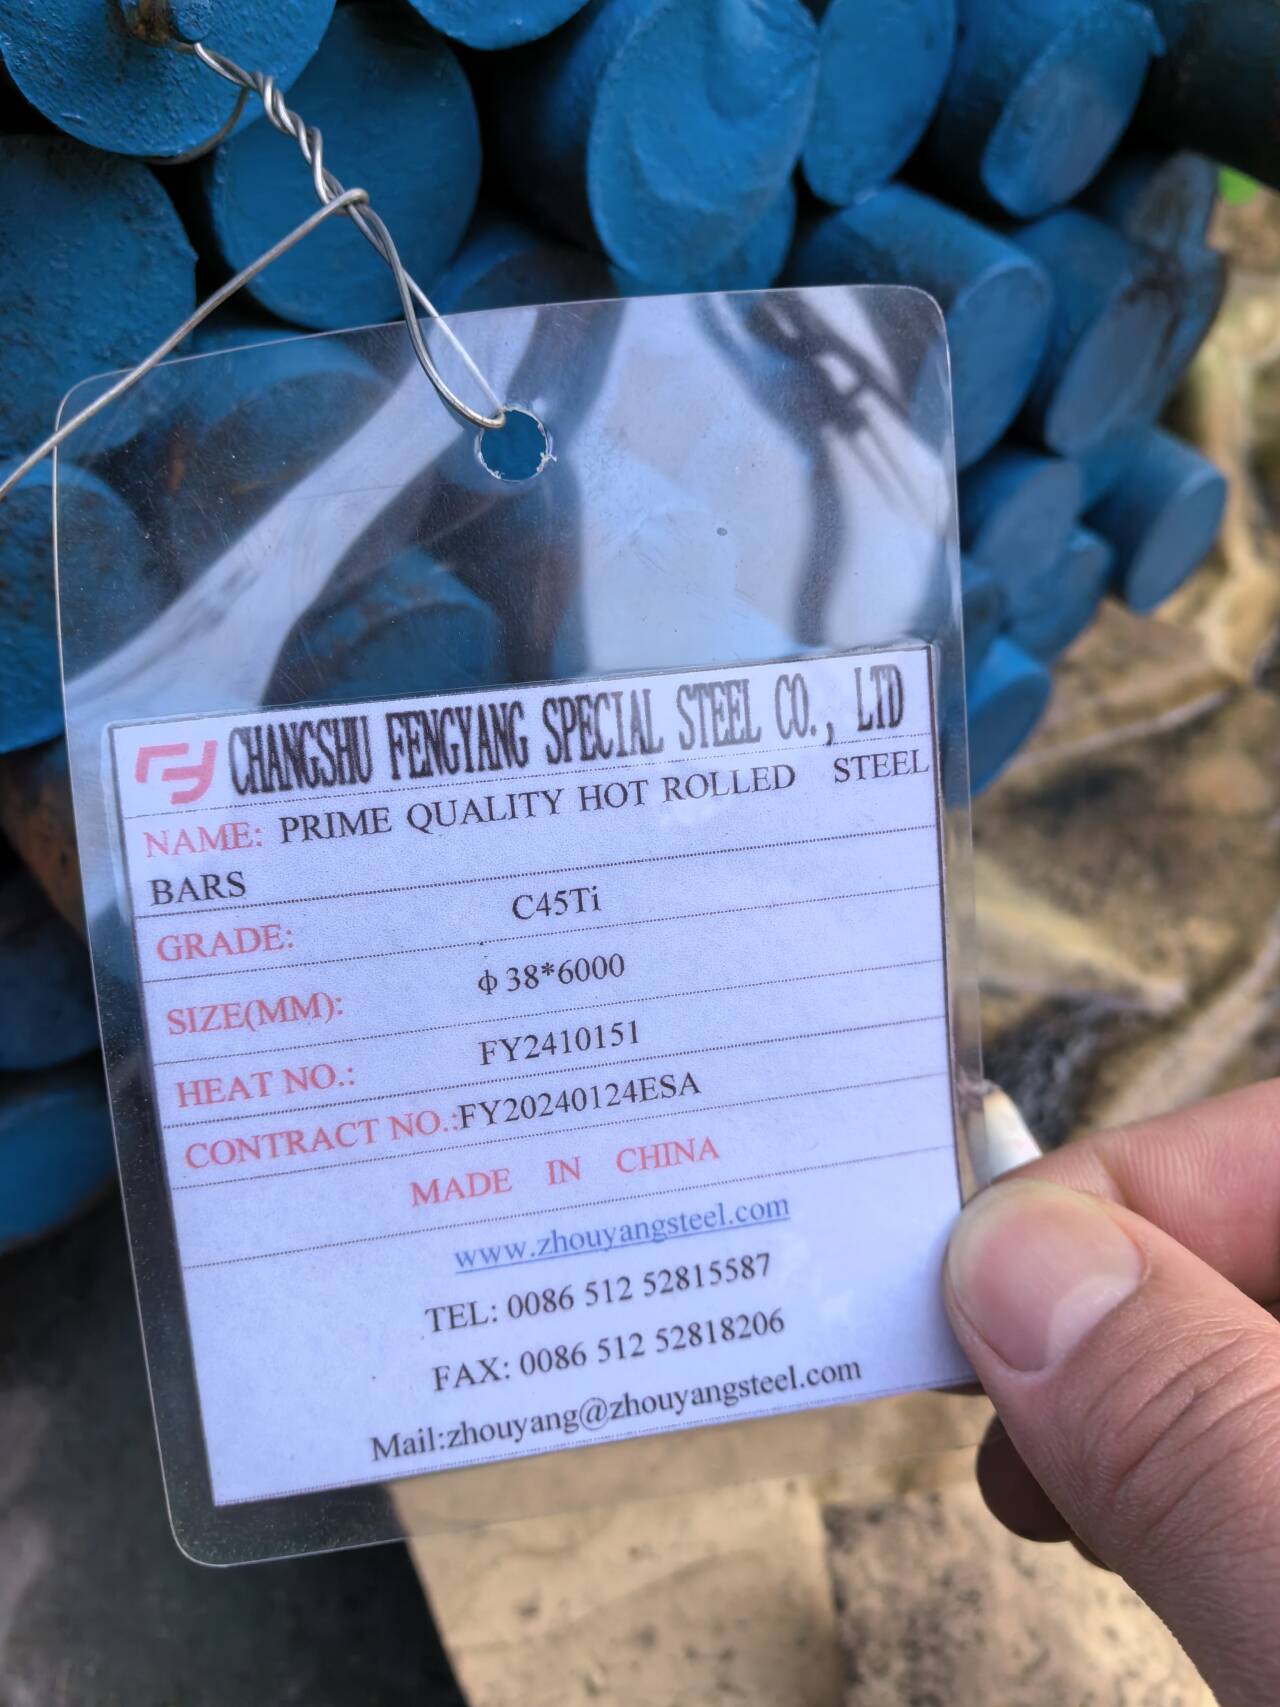 CHANGSHU FENGYANG SPECIAL STEEL CO., LTD
NAME: PRIME QUALITY HOT ROLLED STEEL
BARS
GRADE: C45Ti
SIZE(MM): ф38*6000
HEAT NO.: FY2410151
CONTRACT NO.:FY20240124ESA
MADE IN CHINA
www.zhouyangsteel.com
TEL: 0086 512 52815587
FAX: 0086 512 52818206
Mail:zhouyang@zhouyangsteel.com